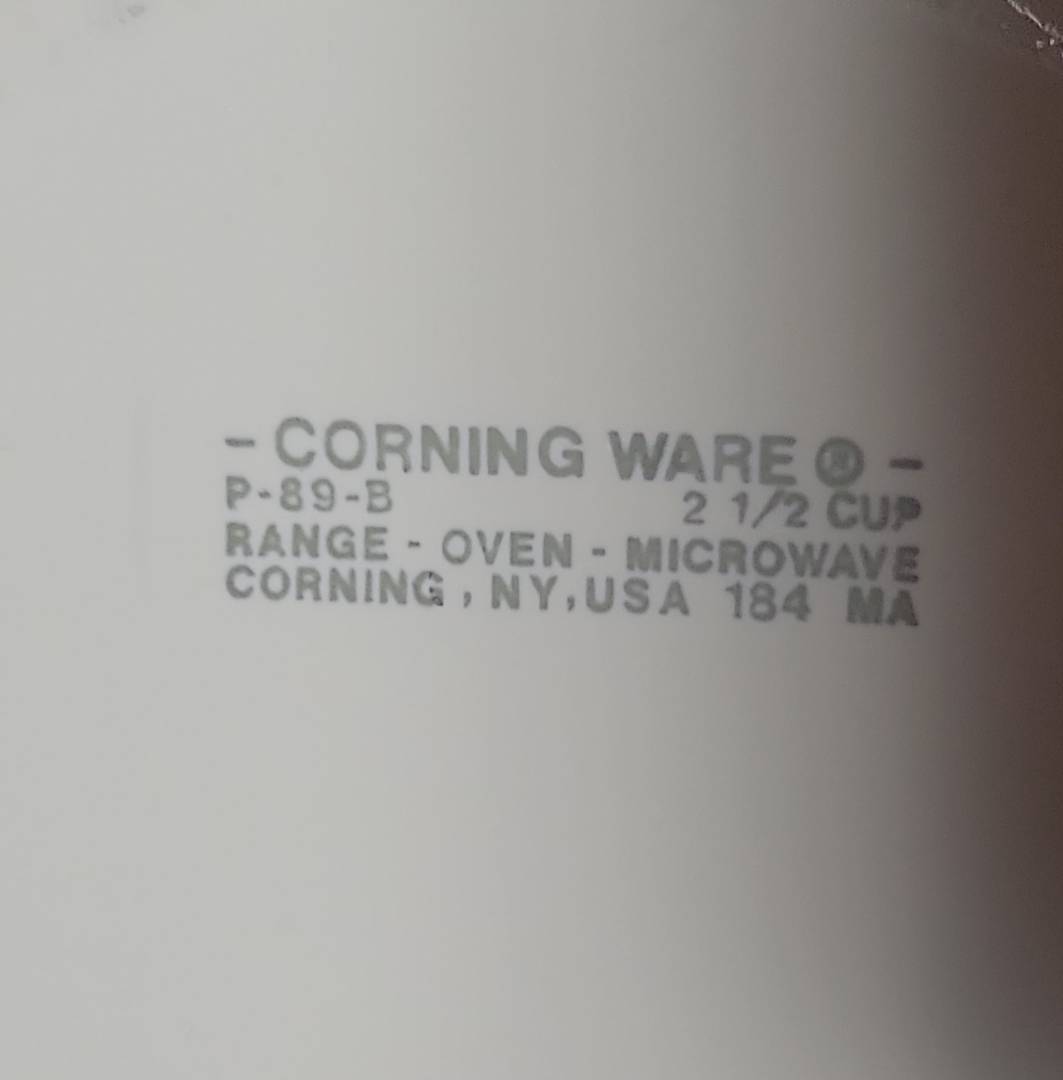 - CORNING WARE ® -
P-89-B 2 1/2 CUP
RANGE - OVEN - MICROWAVE
CORNING , NY, USA 184 MA